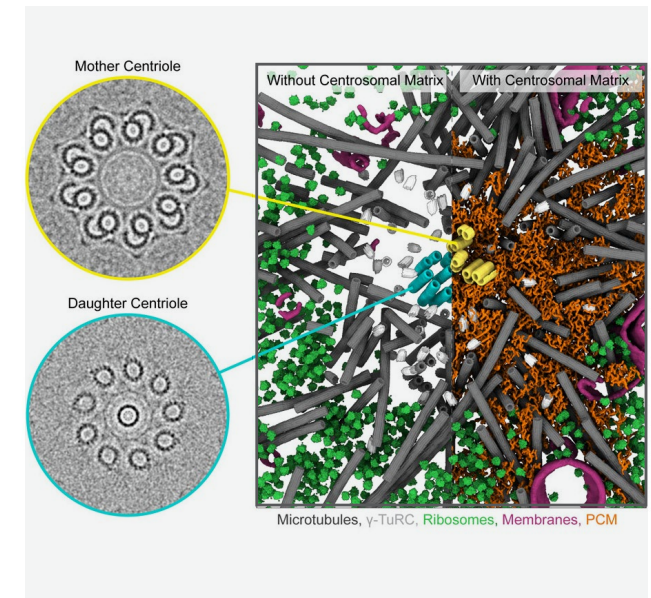 Mother Centriole
Without Centrosomal Matrix
With Centrosomal Matrix
Daughter Centriole
Microtubules, γ-TuRC, Ribosomes, Membranes, PCM